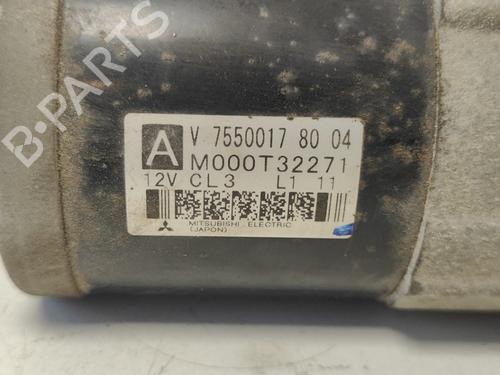 B-PARTS
A
V 7550017 80 04
M000T32271
12V CL3 L1 11
MITSUBISHI ELECTRIC
(JAPON)